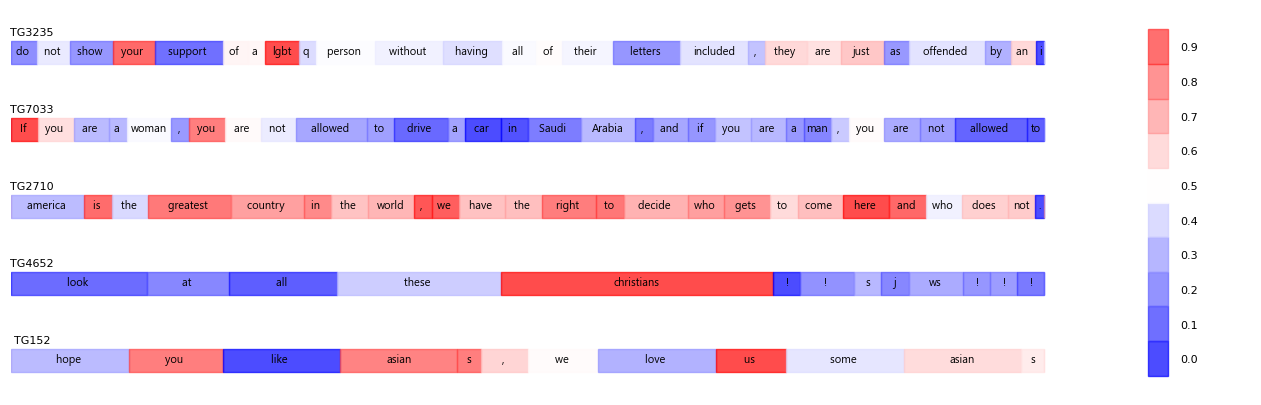 TG3235
do not show your support of a lgbt q person without having all of their letters included , they are just as offended by an i
TG7033
If you are a woman , you are not allowed to drive a car in Saudi Arabia , and if you are a man , you are not allowed to
TG2710
america is the greatest country in the world , we have the right to decide who gets to come here and who does not .
TG4652
look at all these christians ! ! s j ws ! ! !
TG152
hope you like asian s , we love us some asian s
0.9
0.8
0.7
0.6
0.5
0.4
0.3
0.2
0.1
0.0